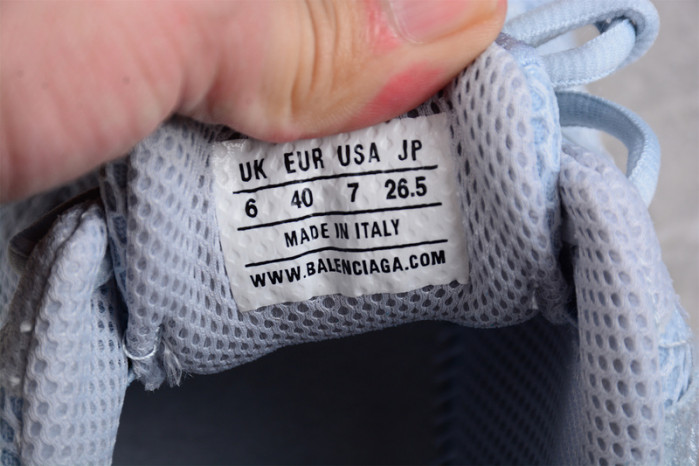 UK EUR USA JP
6 40 7 26.5
MADE IN ITALY
WWW.BALENCIAGA.COM